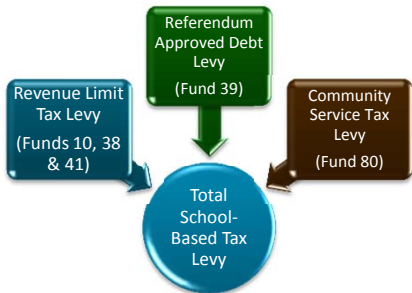 Referendum
Approved Debt
Levy
(Fund 39)
Revenue Limit
Tax Levy
(Funds 10, 38
& 41)
Community
Service Tax
Levy
(Fund 80)
Total
School-
Based Tax
Levy